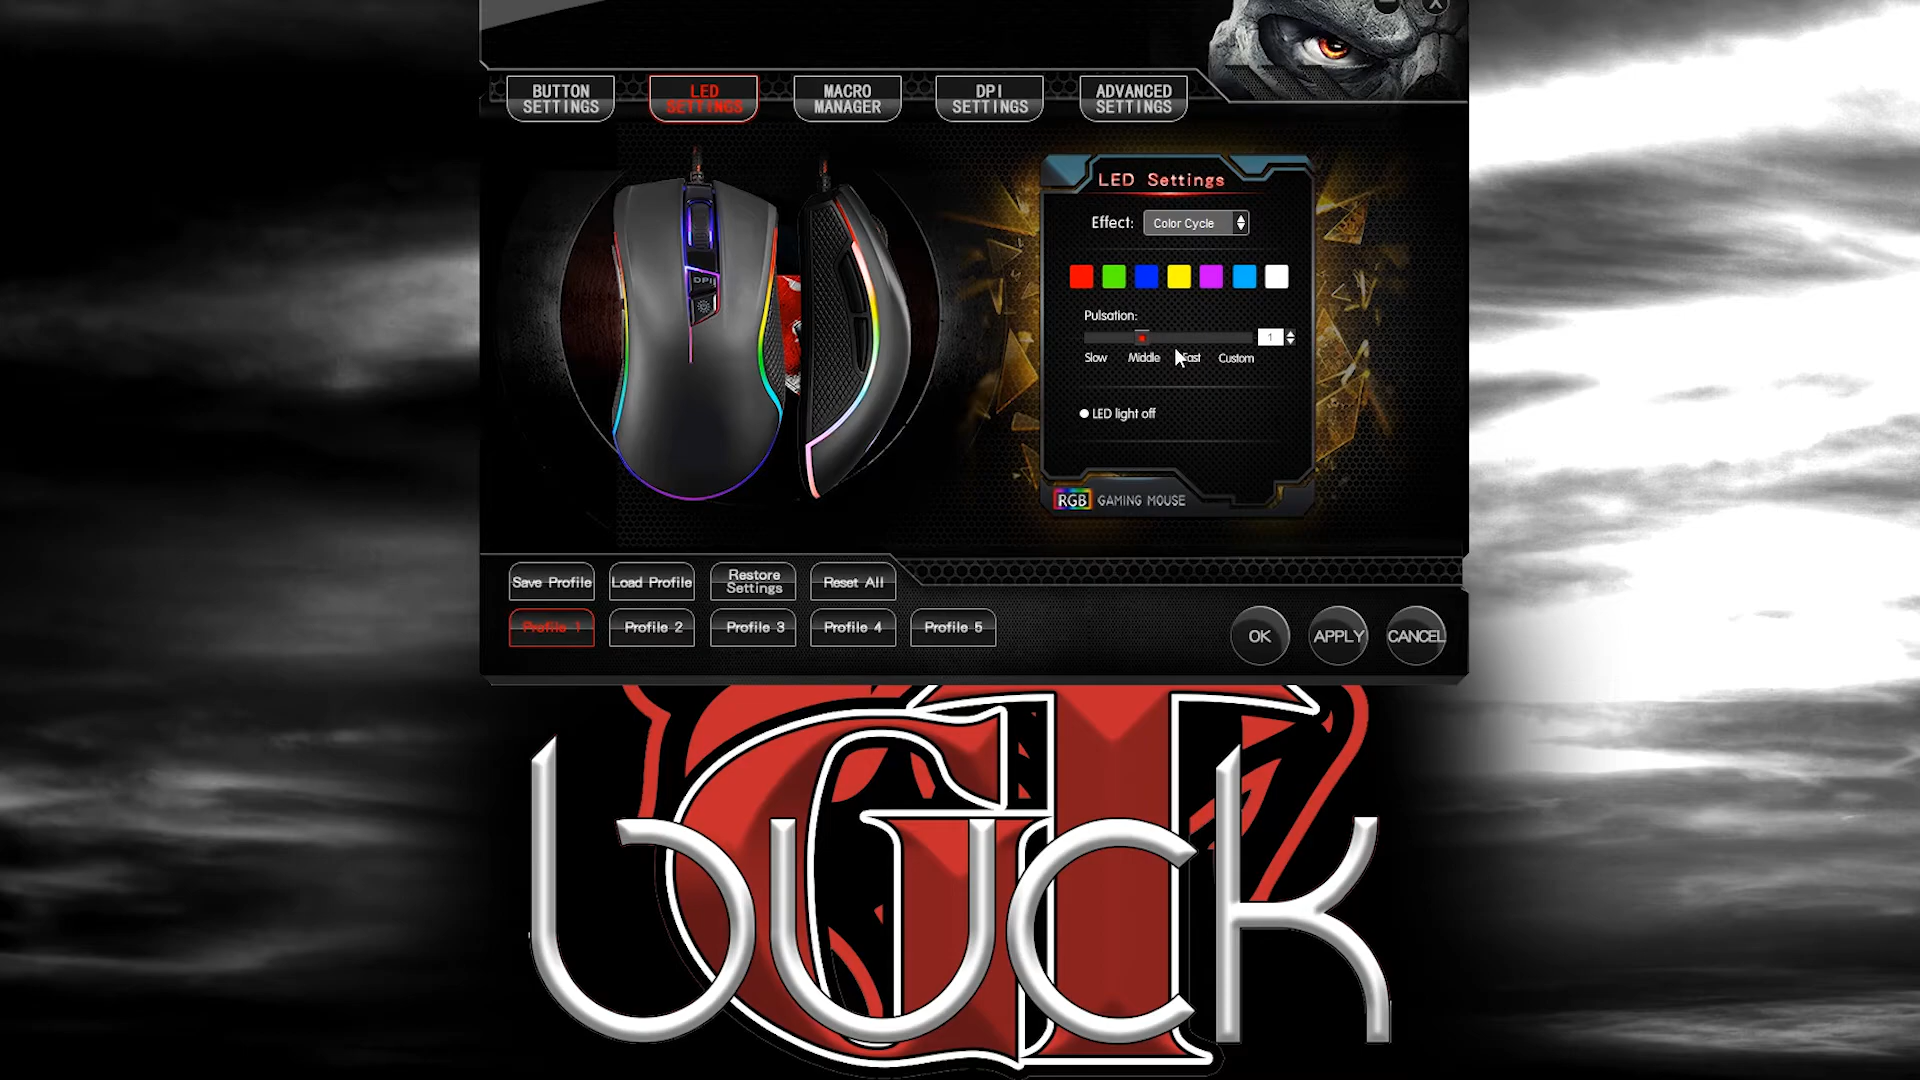 X
BUTTON
SETTINGS
LED
SETTINGS
MACRO
MANAGER
DPI
SETTINGS
ADVANCED
SETTINGS
LED Settings
Effect: Color Cycle
DPI
Pulsation:
1
Slow Middle Fast Custom
LED light off
RGB GAMING MOUSE
Save Profile Load Profile Restore
Settings Reset All
Profile 1 Profile 2 Profile 3 Profile 4 Profile 5
OK APPLY CANCEL
GT
buck